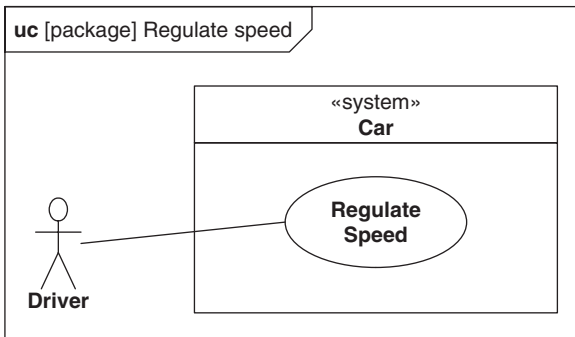 uc [package] Regulate speed
«system»
Car
Regulate
Speed
Driver